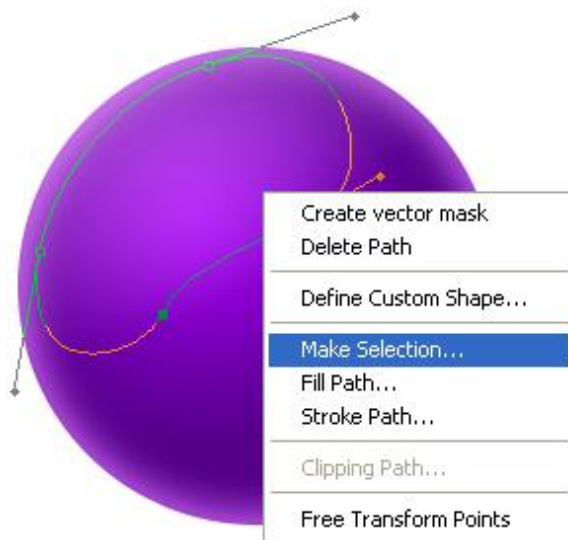 Create vector mask
Delete Path
Define Custom Shape...
Make Selection...
Fill Path...
Stroke Path...
Clipping Path...
Free Transform Points